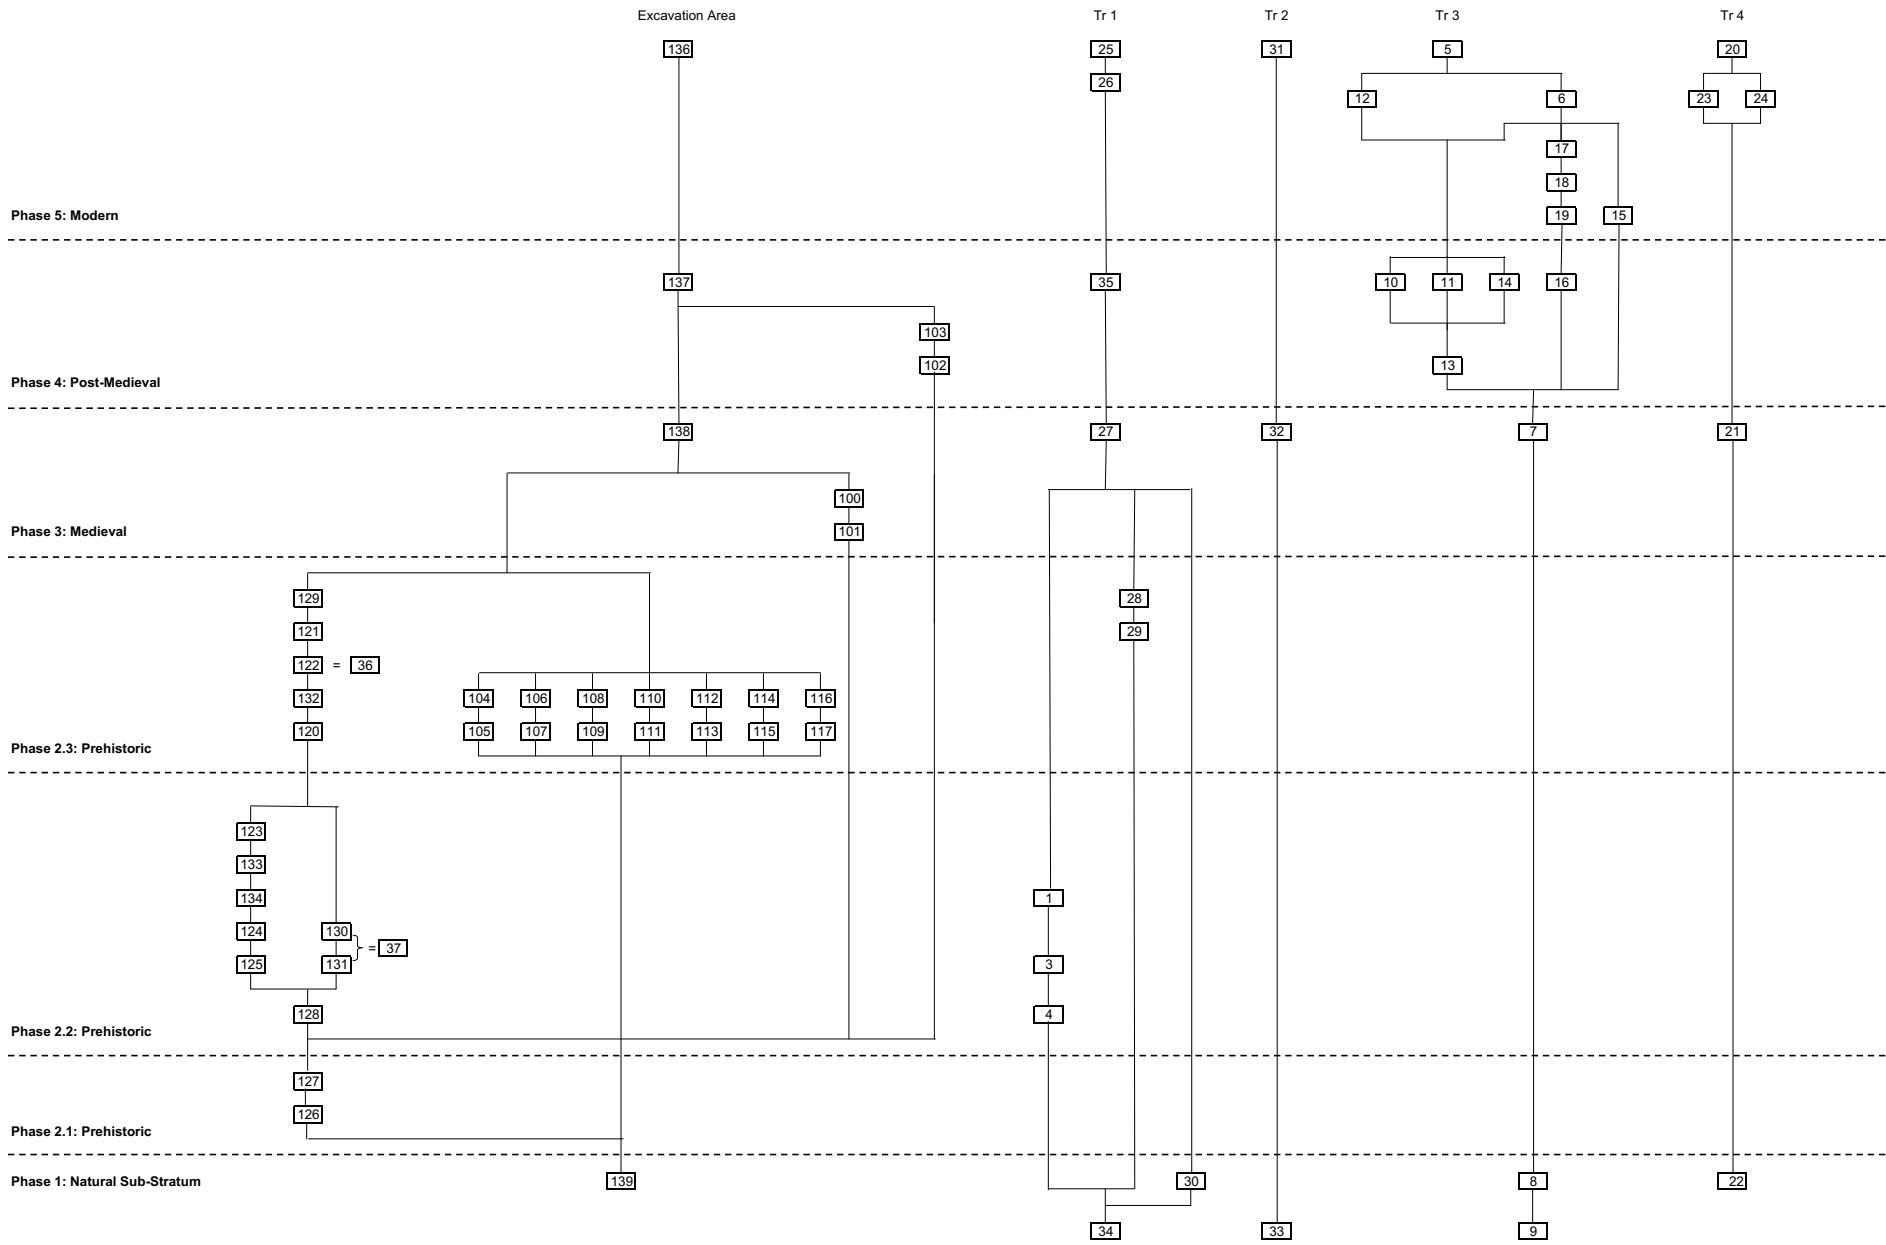 Excavation Area Tr 1 Tr 2 Tr 3 Tr 4
136 25 31 5 20
26
12 6 23 24
17
18
Phase 5: Modern 19 15
137 35 10 11 14 16
103
102 13
Phase 4: Post-Medieval
138 27 32 7 21
100
Phase 3: Medieval 101
129 28
121 29
122 = 36
132 104 106 108 110 112 114 116
120 105 107 109 111 113 115 117
Phase 2.3: Prehistoric
123
133
134 1
124 130
= 37
125 131 3
128 4
Phase 2.2: Prehistoric
127
126
Phase 2.1: Prehistoric
Phase 1: Natural Sub-Stratum 139 30 8 22
34 33 9